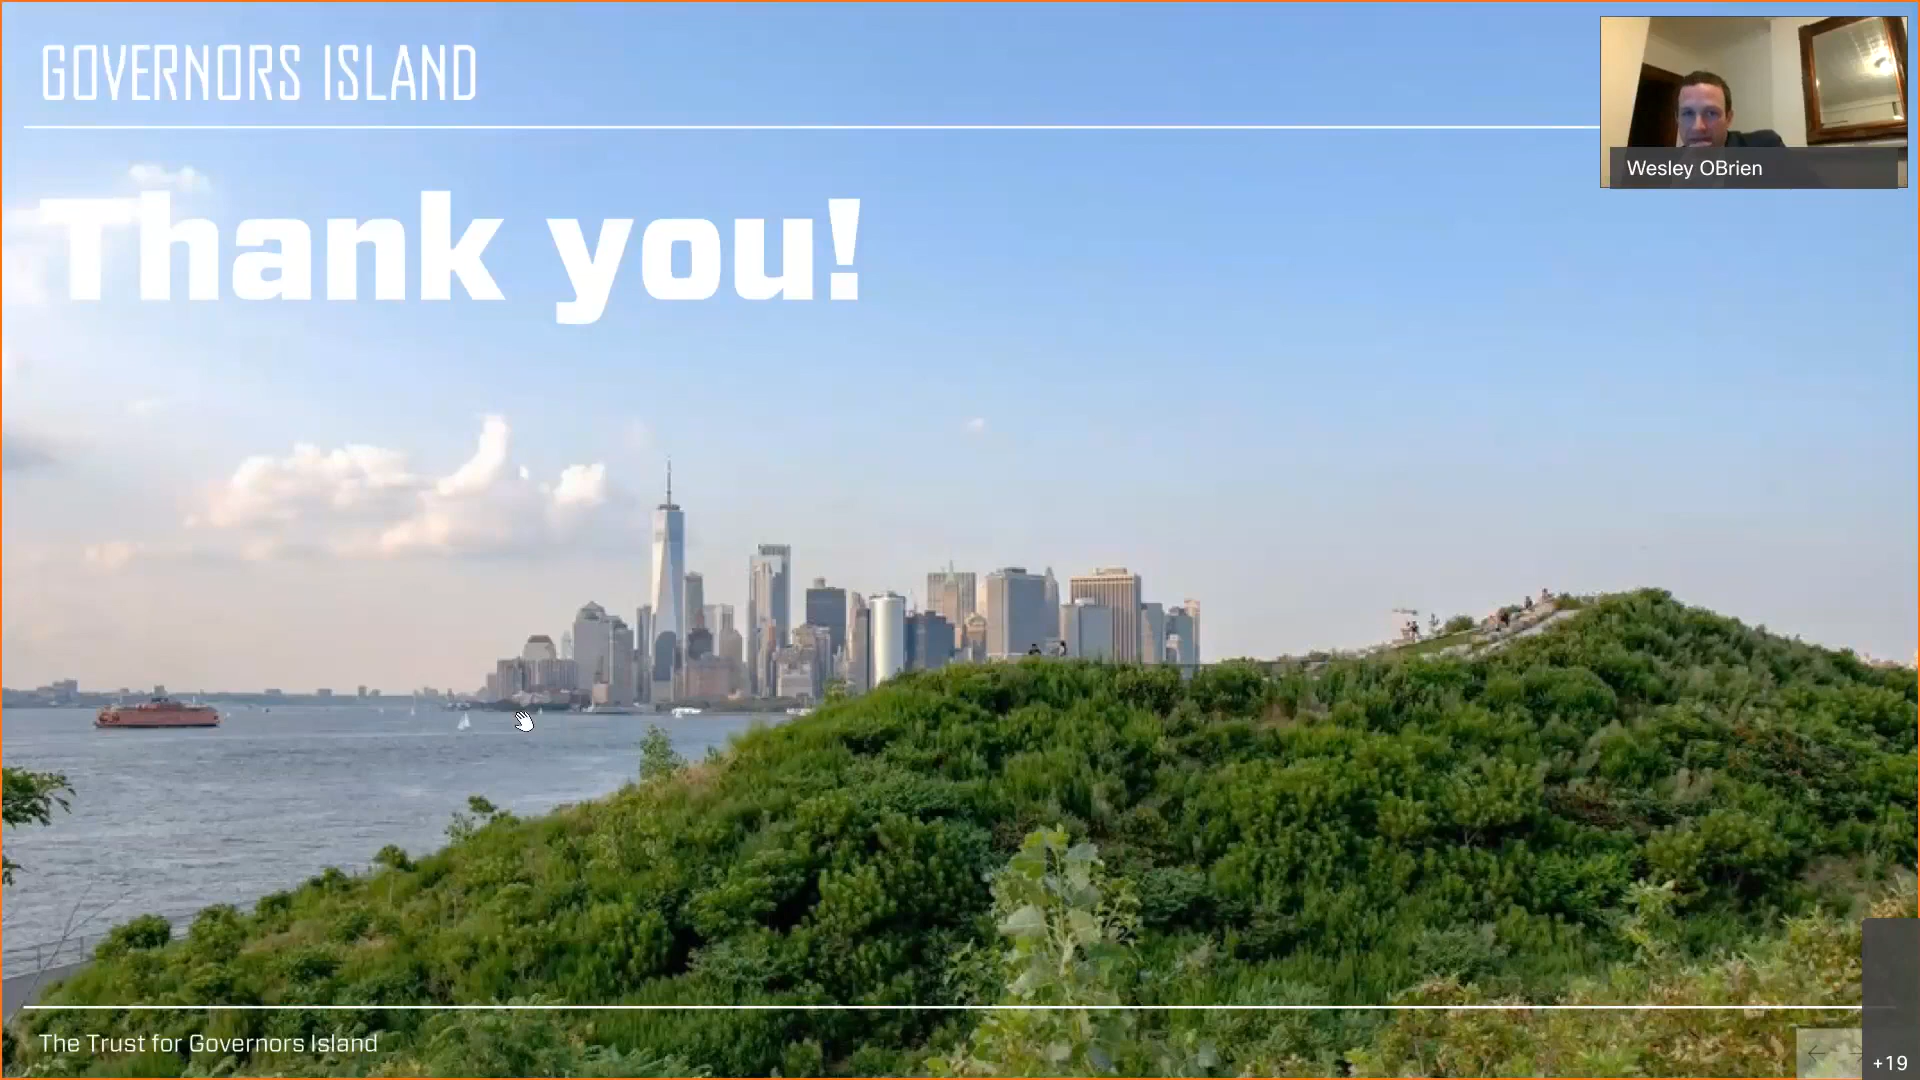 GOVERNORS ISLAND
Wesley OBrien
Thank you!
The Trust for Governors Island
+19